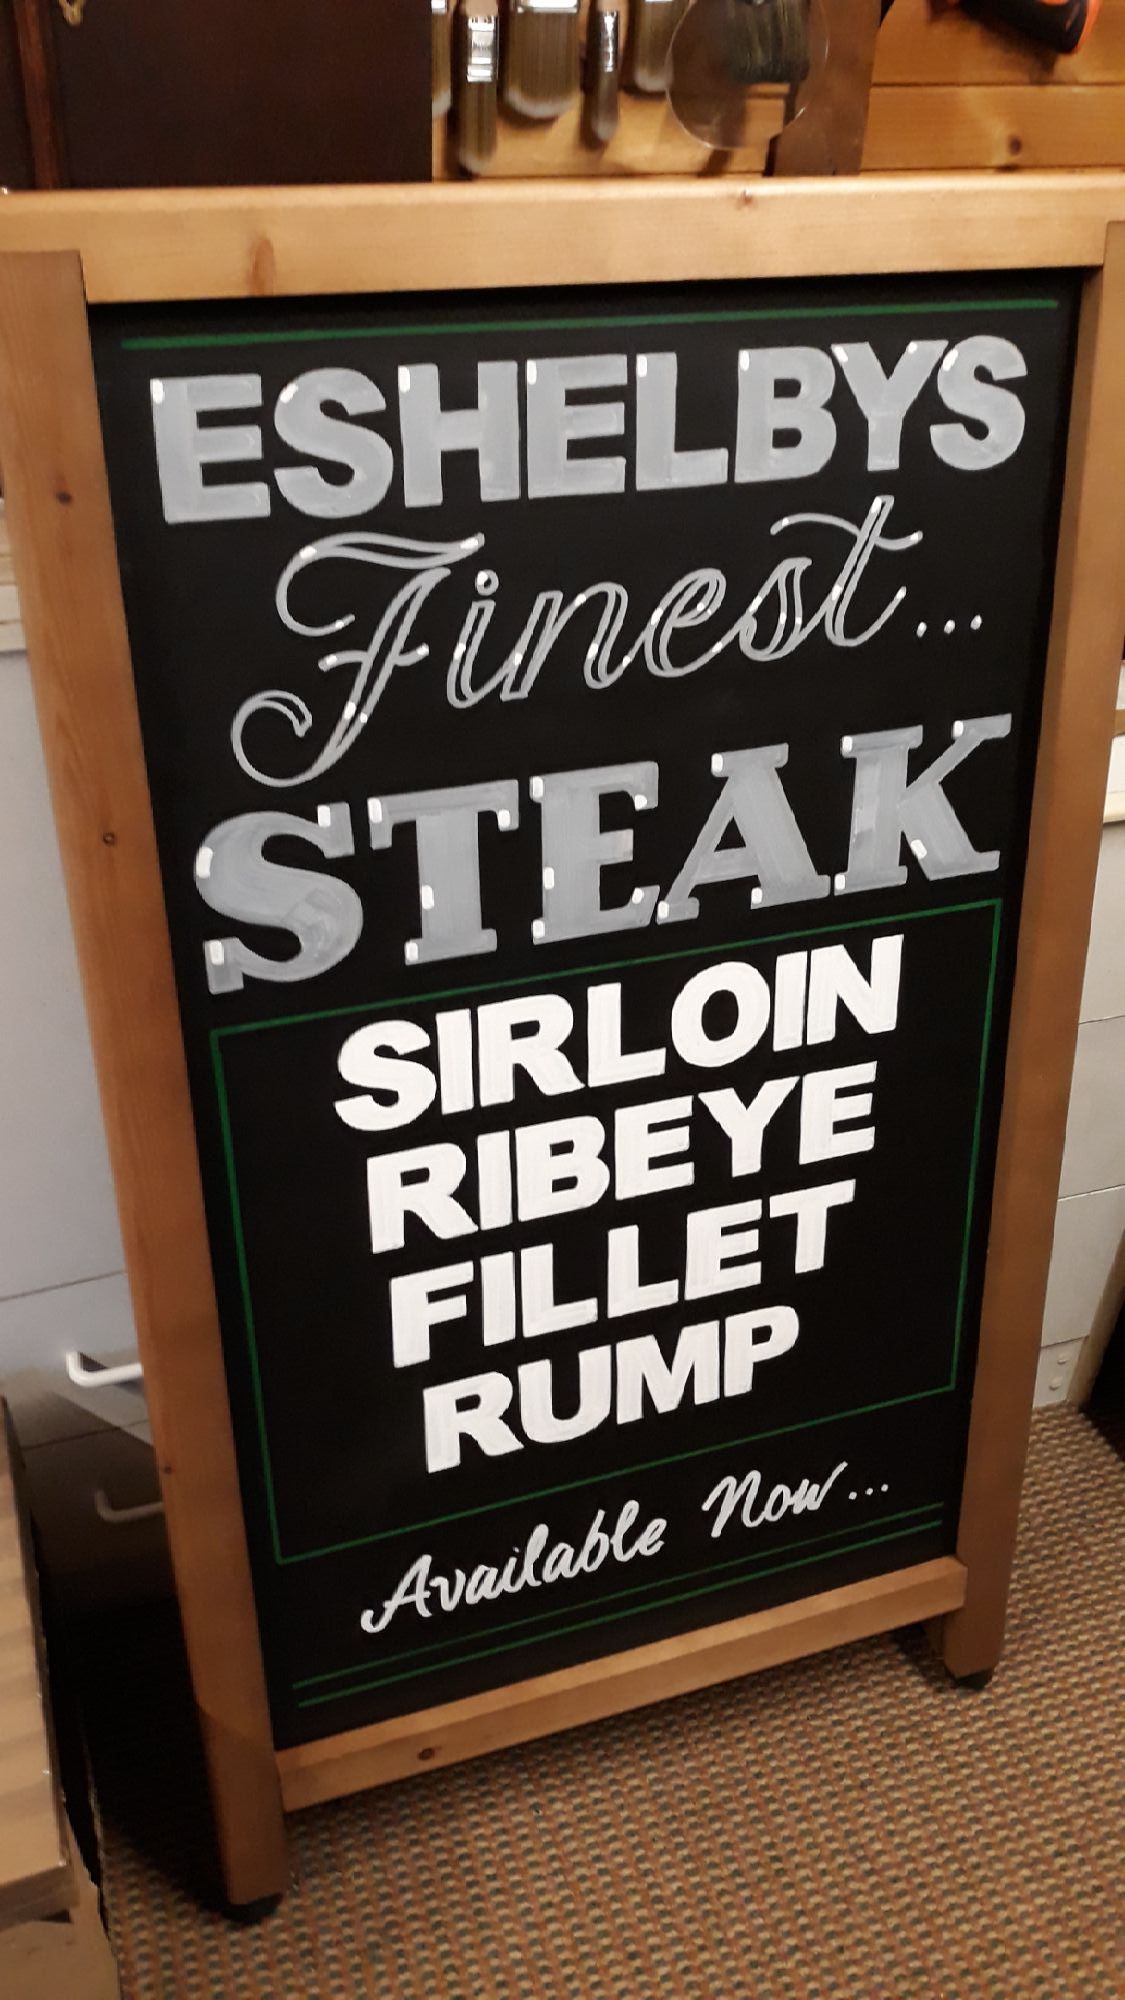 ESHELBYS
Finest...
STEAK
SIRLOIN
RIBEYE
FILLET
RUMP
Available Now...